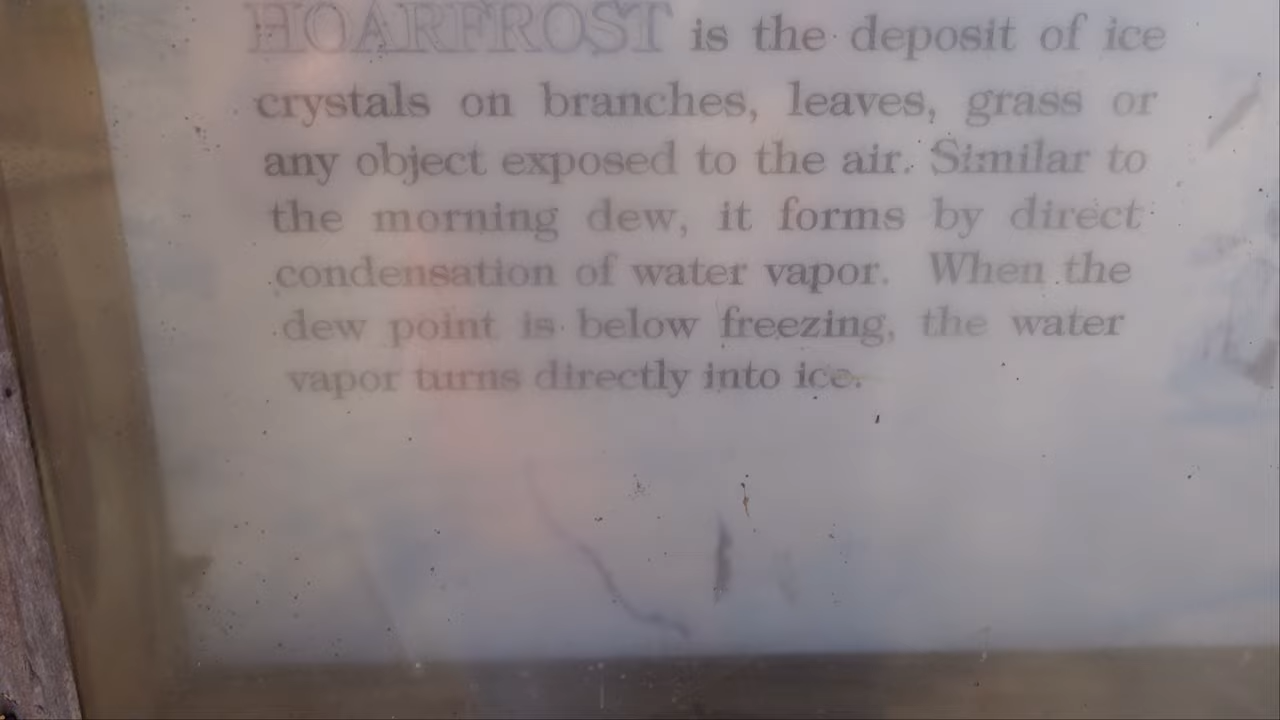 HOARFROST is the deposit of ice
crystals on branches, leaves, grass or
any object exposed to the air. Similar to
the morning dew, it forms by direct
condensation of water vapor. When the
dew point is below freezing, the water
vapor turns directly into ice.